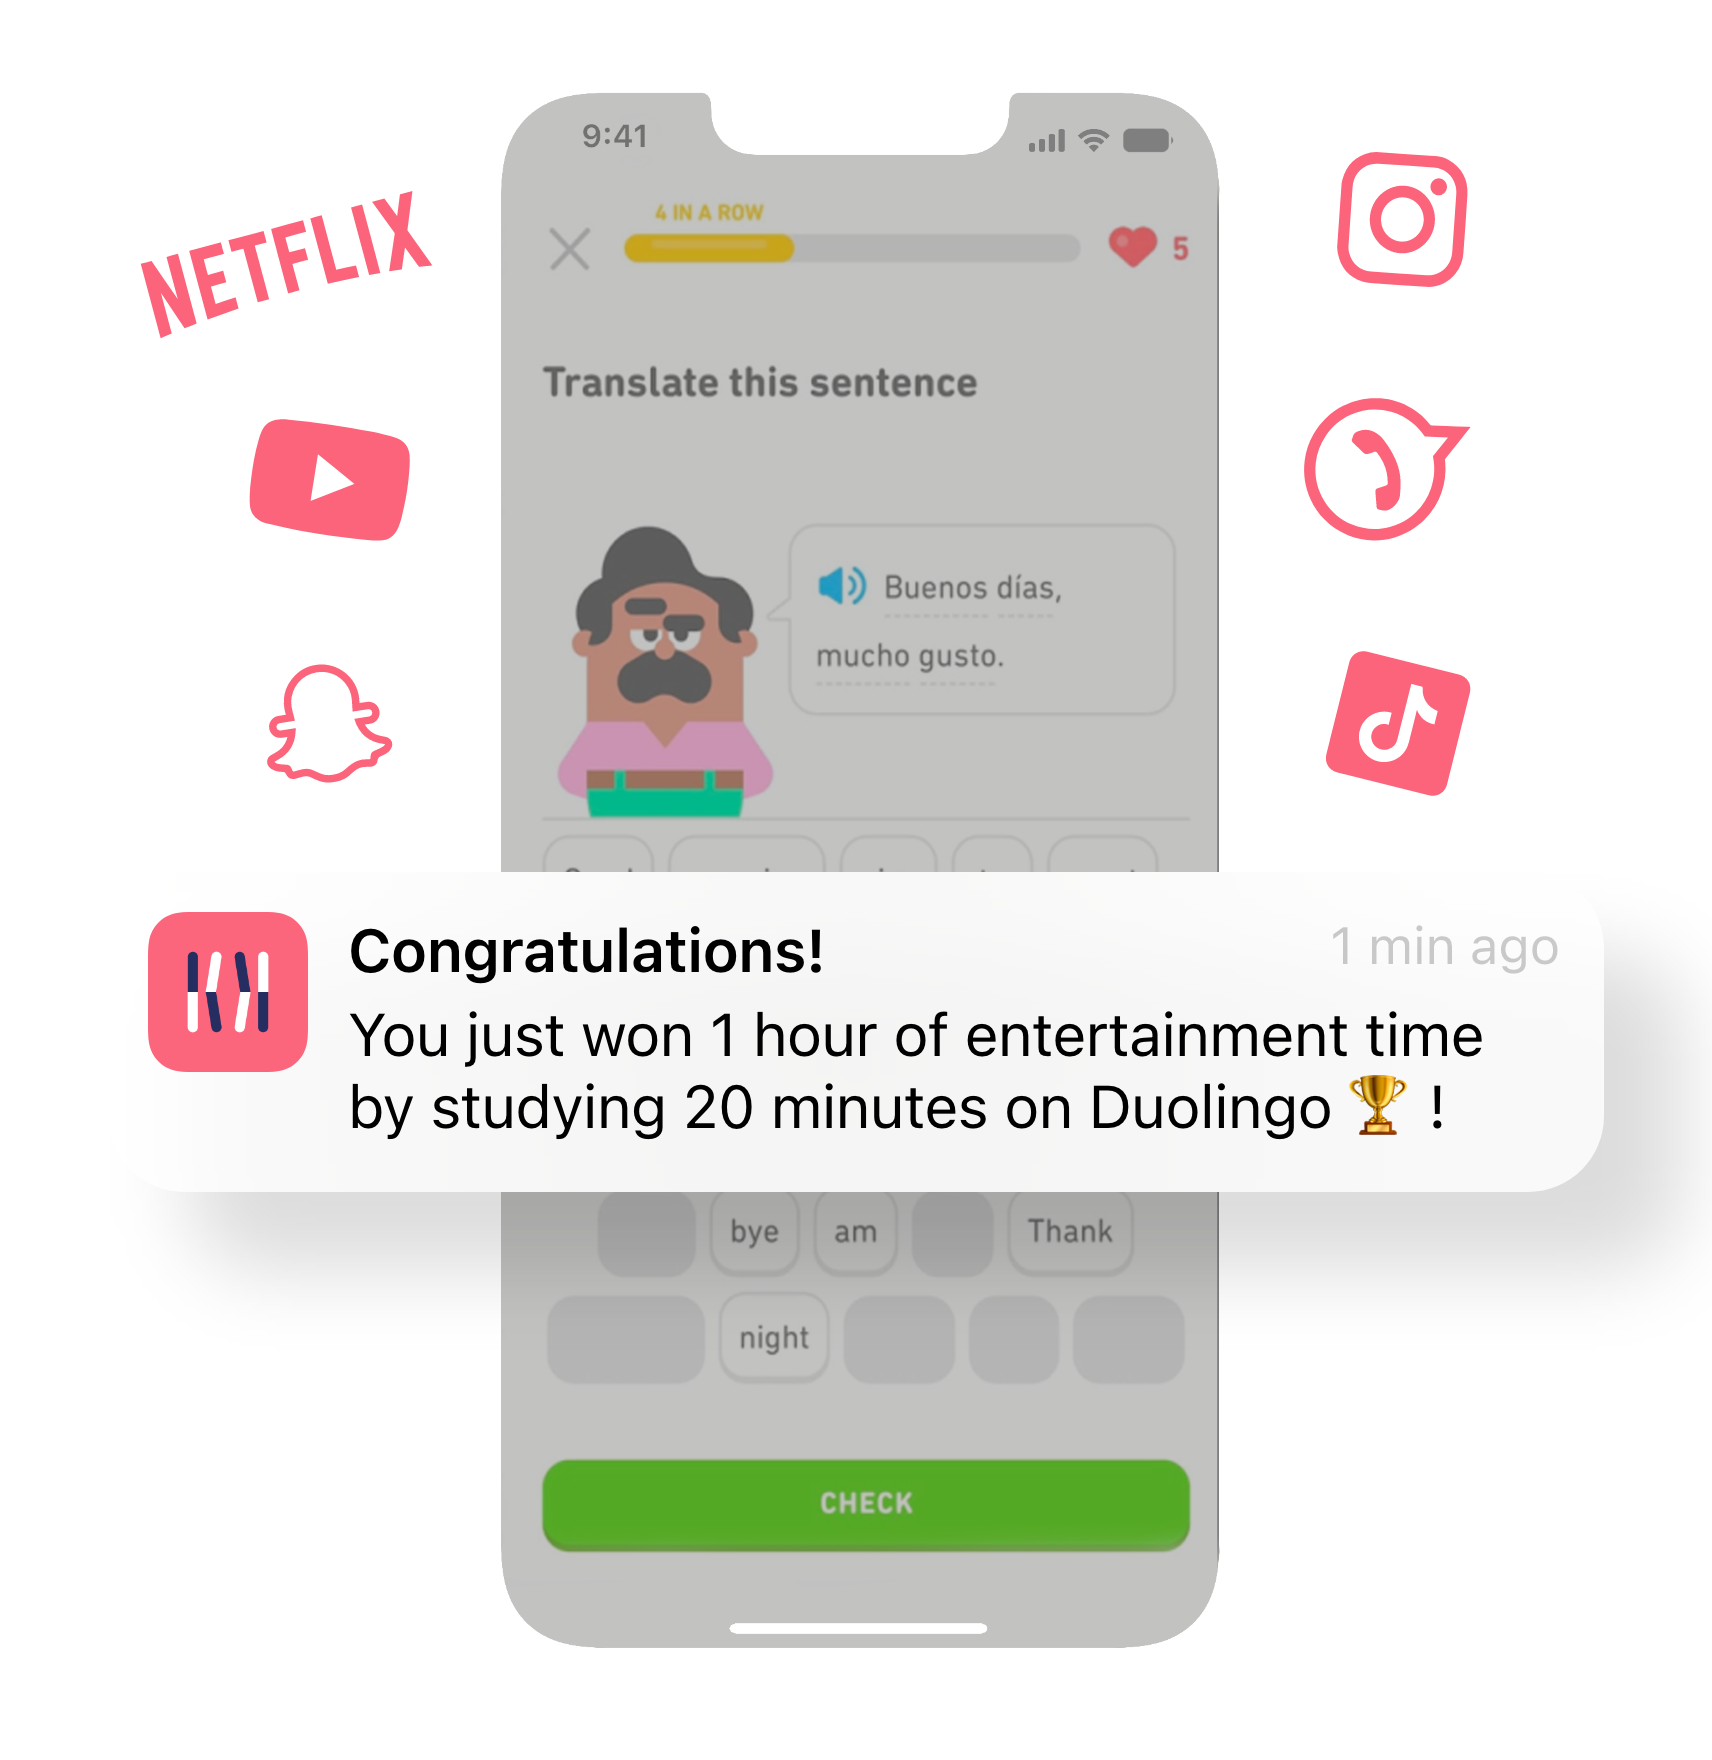 9:41
NETFLIX
4 IN A ROW
5
Translate this sentence
Buenos días,
mucho gusto.
Congratulations!
1 min ago
You just won 1 hour of entertainment time
by studying 20 minutes on Duolingo 🏆 !
bye am Thank
night
CHECK